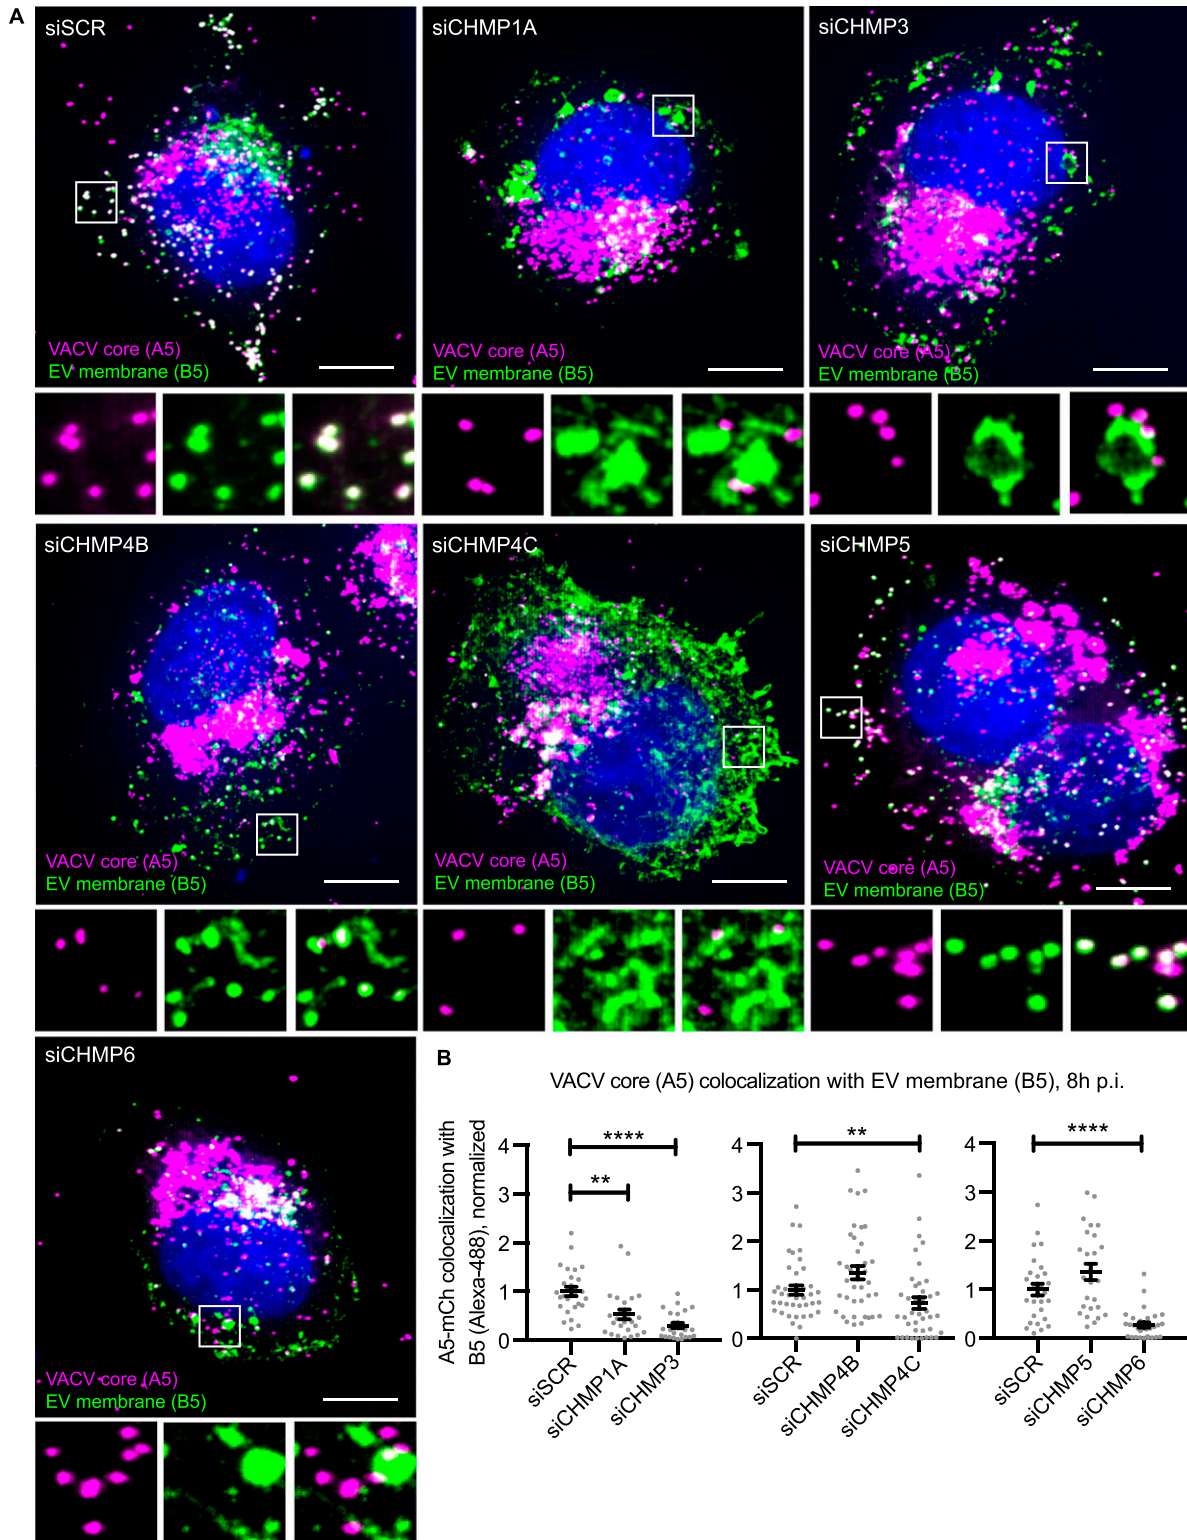 A
siSCR
siCHMP1A
siCHMP3
VACV core (A5)
EV membrane (B5)
VACV core (A5)
EV membrane (B5)
VACV core (A5)
EV membrane (B5)
siCHMP4B
siCHMP4C
siCHMP5
VACV core (A5)
EV membrane (B5)
VACV core (A5)
EV membrane (B5)
VACV core (A5)
EV membrane (B5)
siCHMP6
VACV core (A5)
EV membrane (B5)
B
VACV core (A5) colocalization with EV membrane (B5), 8h p.i.
A5-mCh colocalization with
B5 (Alexa-488), normalized
4
3
2
1
0
****
**
siSCR
siCHMP1A
siCHMP3
4
3
2
1
0
**
siSCR
siCHMP4B
siCHMP4C
4
3
2
1
0
****
siSCR
siCHMP5
siCHMP6